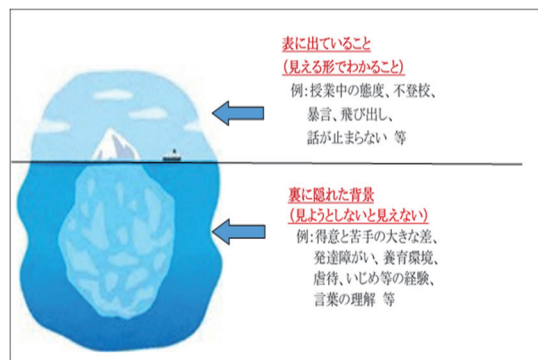 表に出ていること
(見える形でわかること)
例:授業中の態度、不登校、
暴言、飛び出し、
話が止まらない 等
裏に隠れた背景
(見ようとしないと見えない)
例:得意と苦手の大きな差、
発達障がい、養育環境、
虐待、いじめ等の経験、
言葉の理解 等